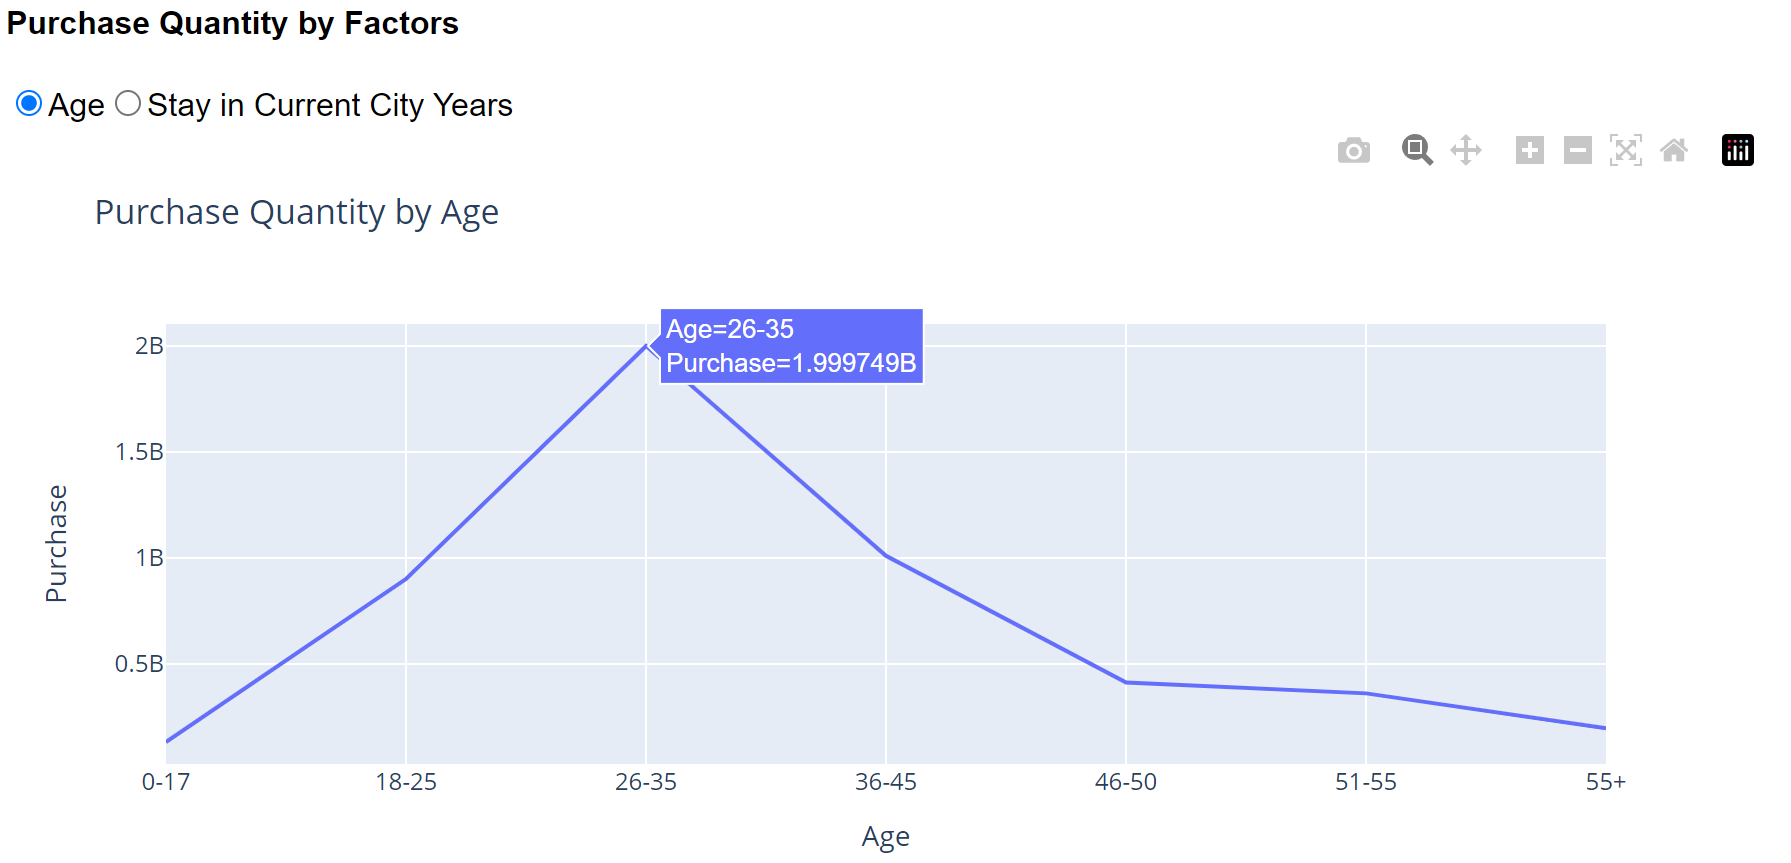 Purchase Quantity by Factors
Age Stay in Current City Years
Purchase Quantity by Age
Age=26-35
Purchase=1.999749B
2B
1.5B
1B
0.5B
Purchase
0-17 18-25 26-35 36-45 46-50 51-55 55+
Age